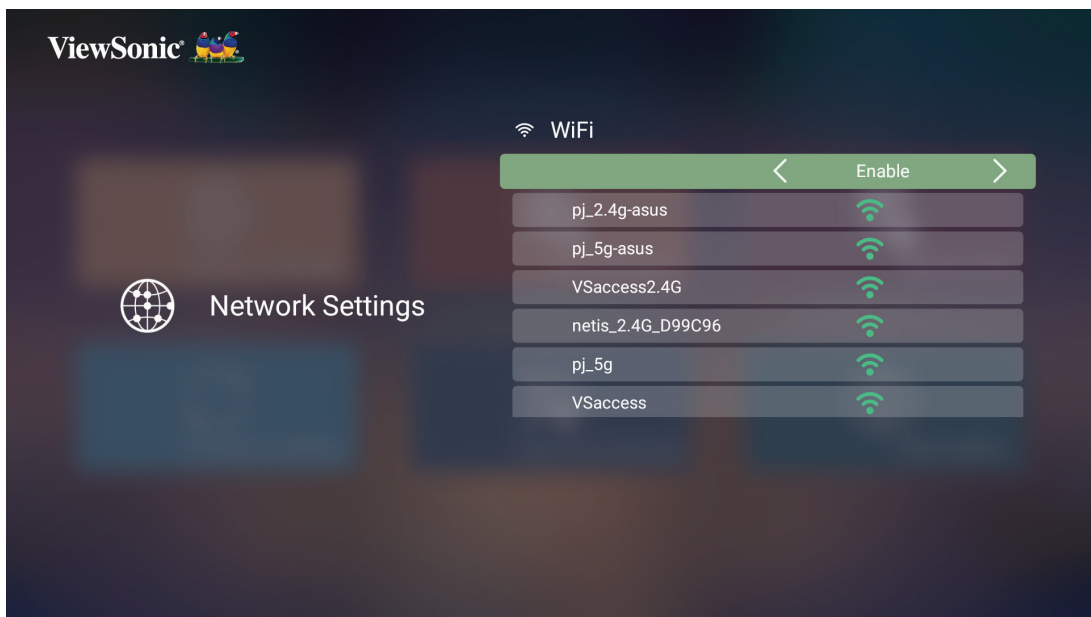 ViewSonic®
WiFi
Enable
pj_2.4g-asus
pj_5g-asus
VSaccess2.4G
Network Settings
netis_2.4G_D99C96
pj_5g
VSaccess